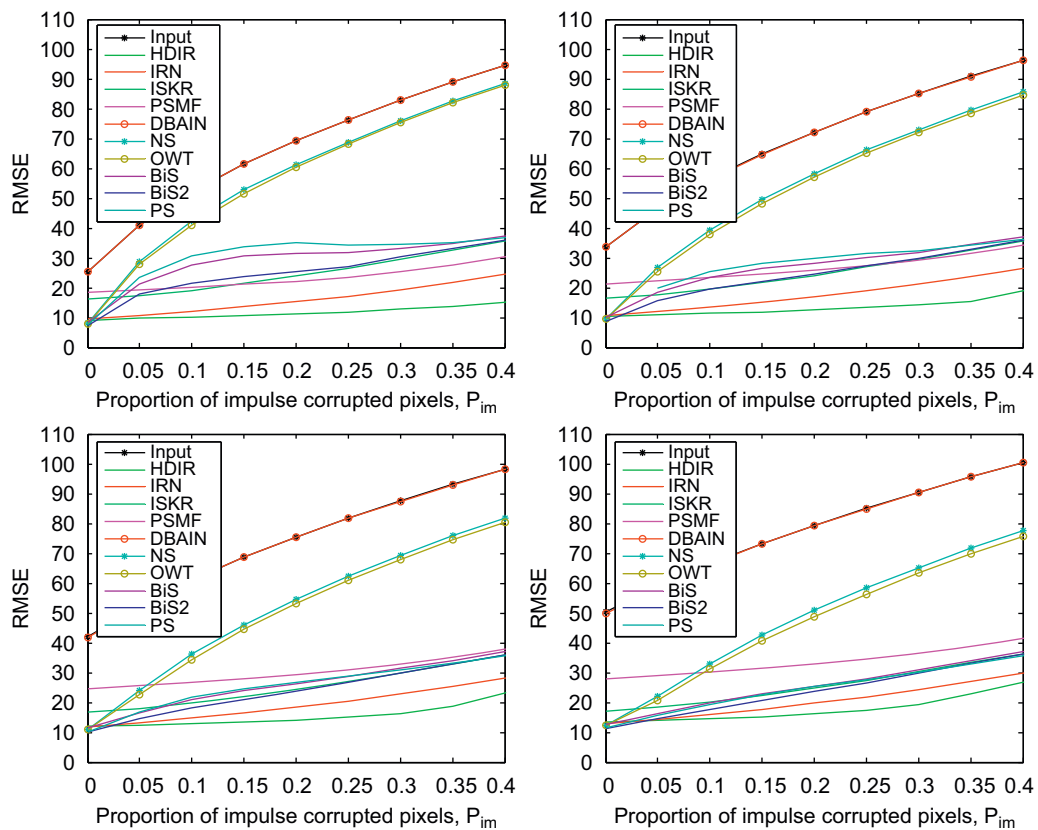 110
100
90
80
70
60
50
40
30
20
10
0
RMSE
Input
HDIR
IRN
ISKR
PSMF
DBAIN
NS
OWT
BiS
BiS2
PS
0 0.05 0.1 0.15 0.2 0.25 0.3 0.35 0.4
Proportion of impulse corrupted pixels, P_im
110
100
90
80
70
60
50
40
30
20
10
0
RMSE
Input
HDIR
IRN
ISKR
PSMF
DBAIN
NS
OWT
BiS
BiS2
PS
0 0.05 0.1 0.15 0.2 0.25 0.3 0.35 0.4
Proportion of impulse corrupted pixels, P_im
110
100
90
80
70
60
50
40
30
20
10
0
RMSE
Input
HDIR
IRN
ISKR
PSMF
DBAIN
NS
OWT
BiS
BiS2
PS
0 0.05 0.1 0.15 0.2 0.25 0.3 0.35 0.4
Proportion of impulse corrupted pixels, P_im
110
100
90
80
70
60
50
40
30
20
10
0
RMSE
Input
HDIR
IRN
ISKR
PSMF
DBAIN
NS
OWT
BiS
BiS2
PS
0 0.05 0.1 0.15 0.2 0.25 0.3 0.35 0.4
Proportion of impulse corrupted pixels, P_im